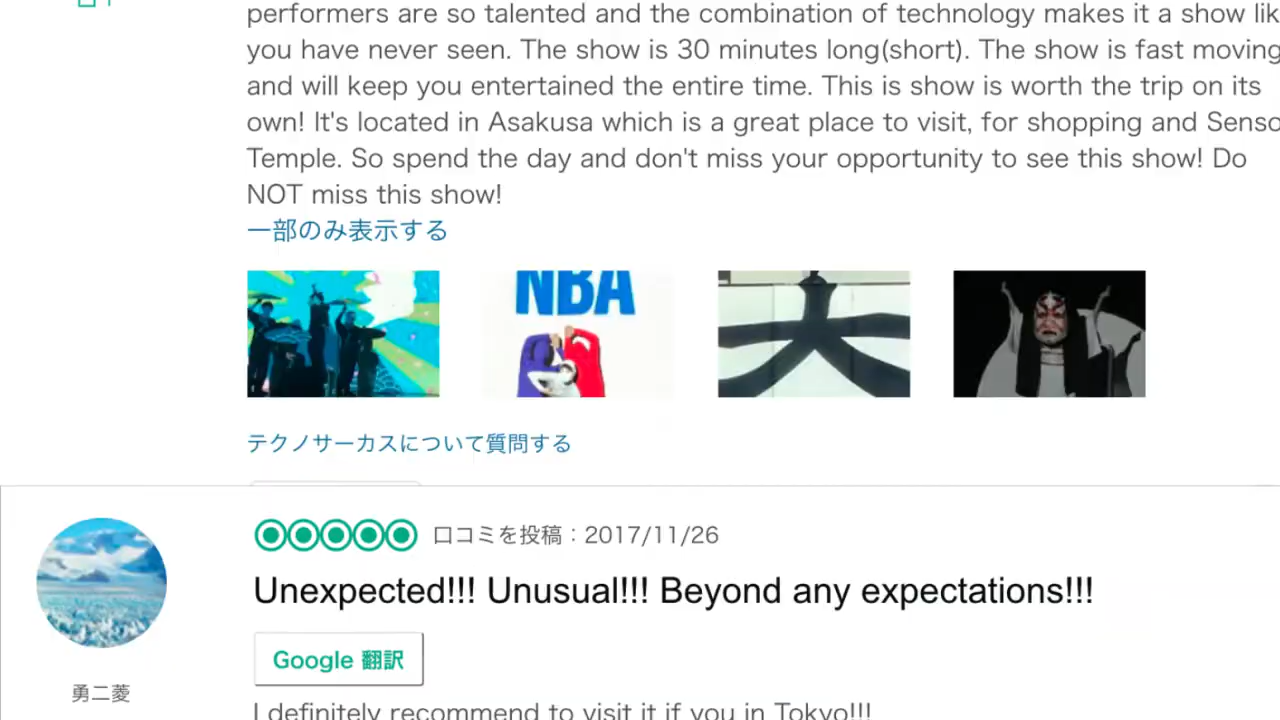 performers are so talented and the combination of technology makes it a show lik
you have never seen. The show is 30 minutes long(short). The show is fast moving
and will keep you entertained the entire time. This is show is worth the trip on its
own! It's located in Asakusa which is a great place to visit, for shopping and Senso
Temple. So spend the day and don't miss your opportunity to see this show! Do
NOT miss this show!
一部のみ表示する
NBA
テクノサーカスについて質問する
口コミを投稿：2017/11/26
Unexpected!!! Unusual!!! Beyond any expectations!!!
Google 翻訳
勇二菱
I definitely recommend to visit it if you in Tokyo!!!